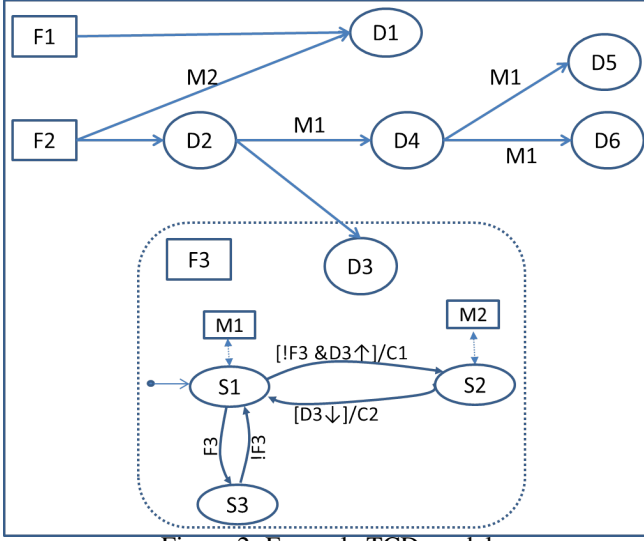 F1
D1
M2
D5
M1
F2
D2
M1
D4
M1
D6
F3
D3
M1
M2
[!F3 &D3↑]/C1
S1
S2
[D3↓]/C2
F3
!F3
S3